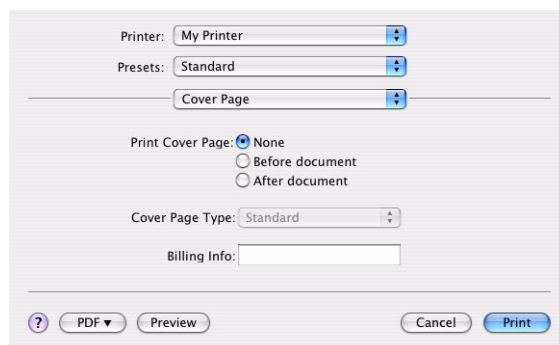 Printer: My Printer
Presets: Standard
Cover Page
Print Cover Page: None
Before document
After document
Cover Page Type: Standard
Billing Info:
? PDF▼ Preview Cancel Print